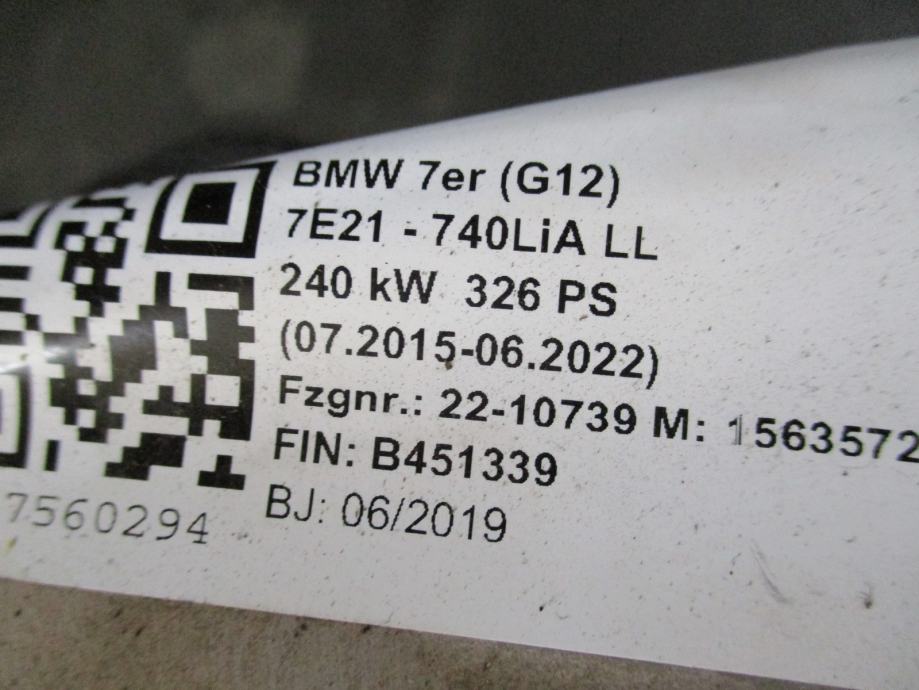 BMW 7er (G12)
7E21 - 740LiA LL
240 kW 326 PS
(07.2015-06.2022)
Fzgnr.: 22-10739 M: 1563572
FIN: B451339
BJ: 06/2019
7560294